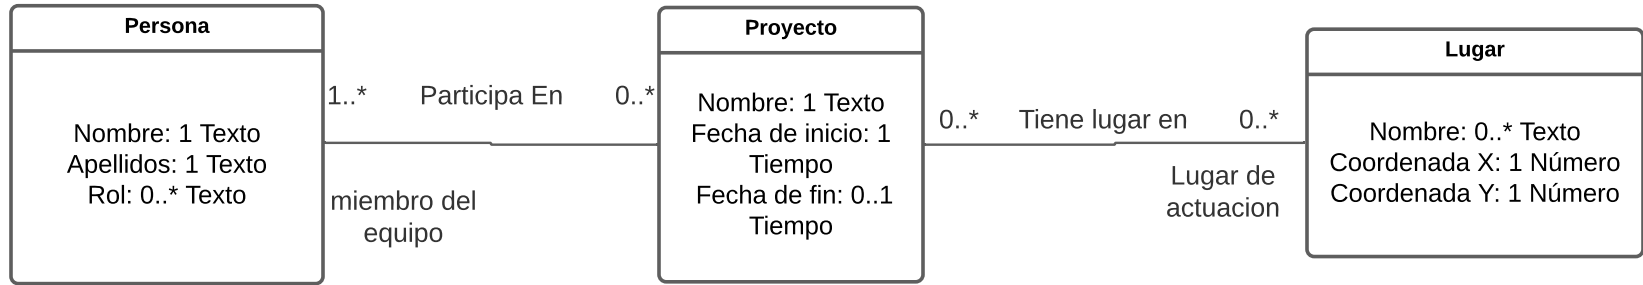 Persona
Nombre: 1 Texto
Apellidos: 1 Texto
Rol: 0..* Texto
1..*
Participa En
0..*
miembro del
equipo
Proyecto
Nombre: 1 Texto
Fecha de inicio: 1
Tiempo
Fecha de fin: 0..1
Tiempo
0..*
Tiene lugar en
0..*
Lugar de
actuacion
Lugar
Nombre: 0..* Texto
Coordenada X: 1 Número
Coordenada Y: 1 Número